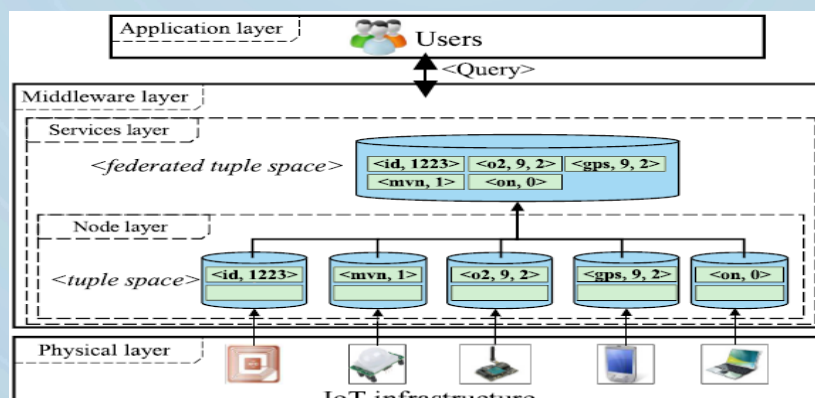 Application layer
Users
<Query>
Middleware layer
Services layer
<federated tuple space>
<id, 1223> <o2, 9, 2> <gps, 9, 2>
<mvn, 1> <on, 0>
Node layer
<tuple space>
<id, 1223> <mvn, 1> <o2, 9, 2> <gps, 9, 2> <on, 0>
Physical layer
IoT infrastructure